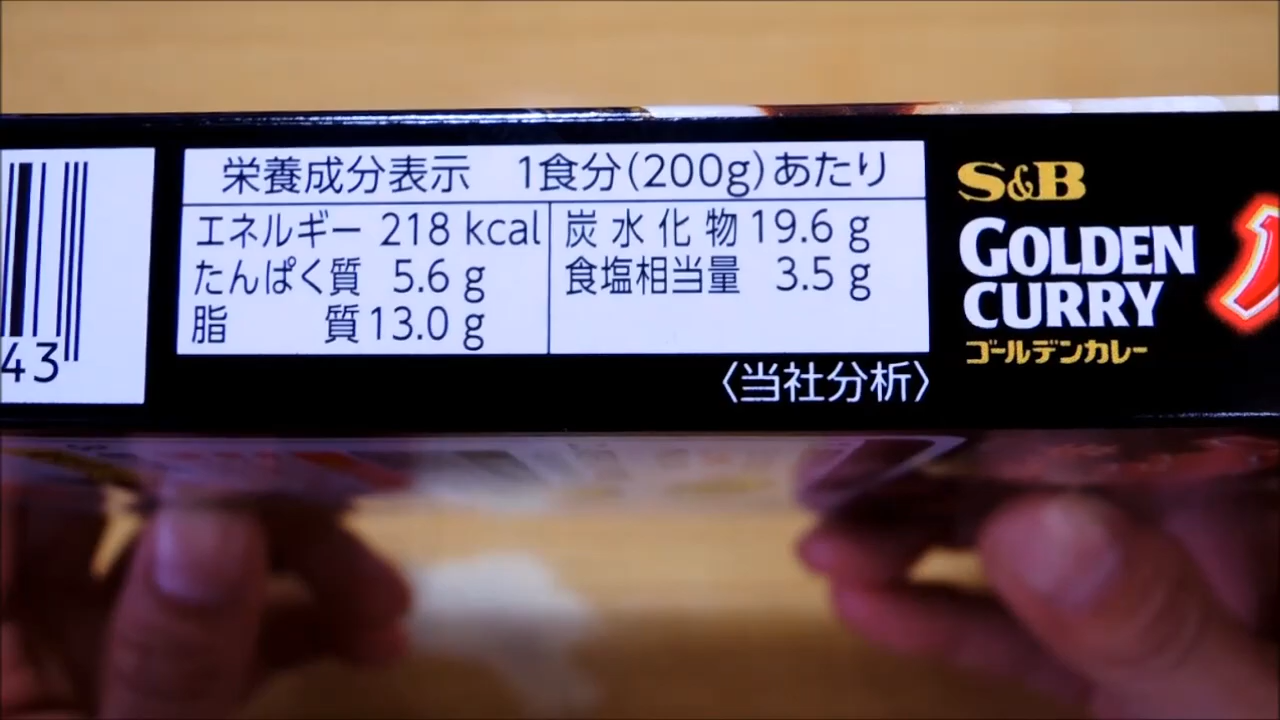 栄養成分表示 1食分(200g)あたり
エネルギー 218 kcal
たんぱく質 5.6 g
脂質 13.0 g
炭水化物 19.6 g
食塩相当量 3.5 g
〈当社分析〉
43
S&B
GOLDEN
CURRY
ゴールデンカレー